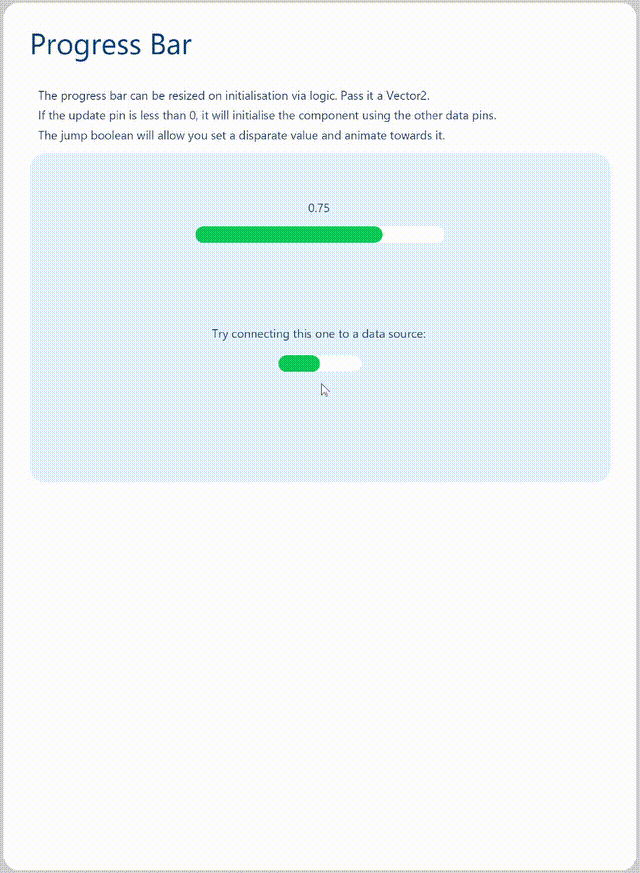 Progress Bar
The progress bar can be resized on initialisation via logic. Pass it a Vector2.
If the update pin is less than 0, it will initialise the component using the other data pins.
The jump boolean will allow you set a disparate value and animate towards it.
0.75
Try connecting this one to a data source: